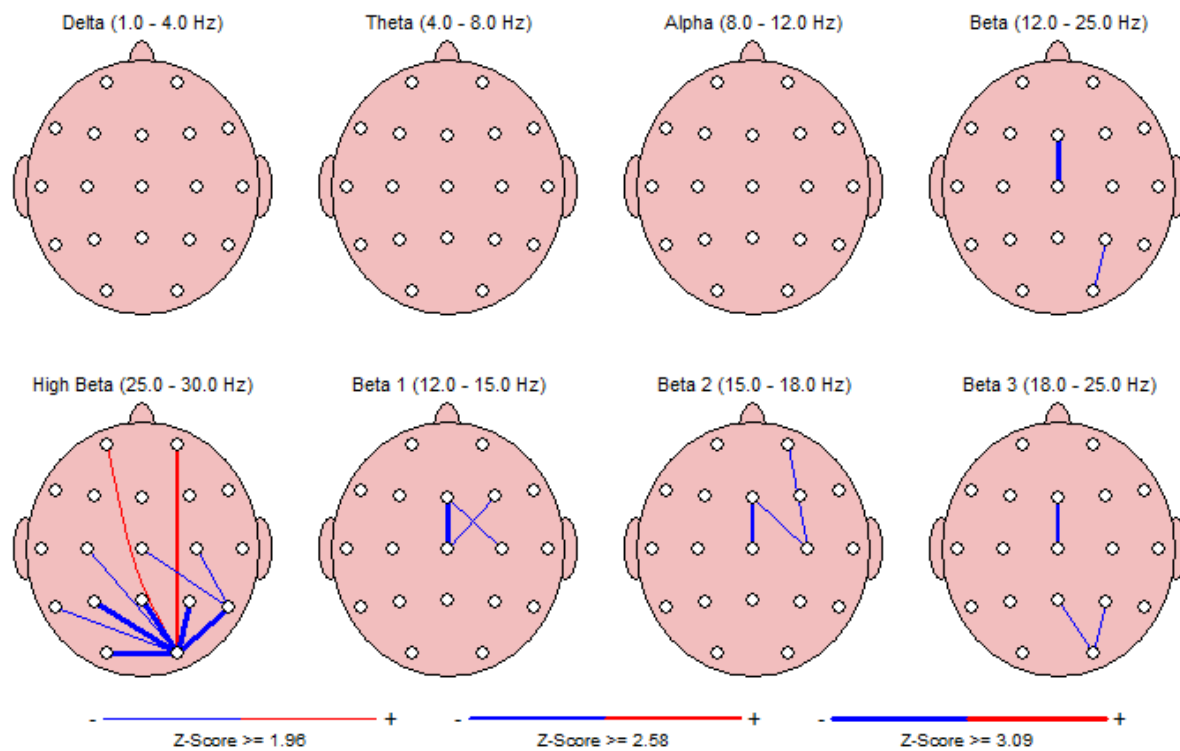 Delta (1.0 - 4.0 Hz)
Theta (4.0 - 8.0 Hz)
Alpha (8.0 - 12.0 Hz)
Beta (12.0 - 25.0 Hz)
High Beta (25.0 - 30.0 Hz)
Beta 1 (12.0 - 15.0 Hz)
Beta 2 (15.0 - 18.0 Hz)
Beta 3 (18.0 - 25.0 Hz)
- +
- +
- +
Z-Score >= 1.96
Z-Score >= 2.58
Z-Score >= 3.09